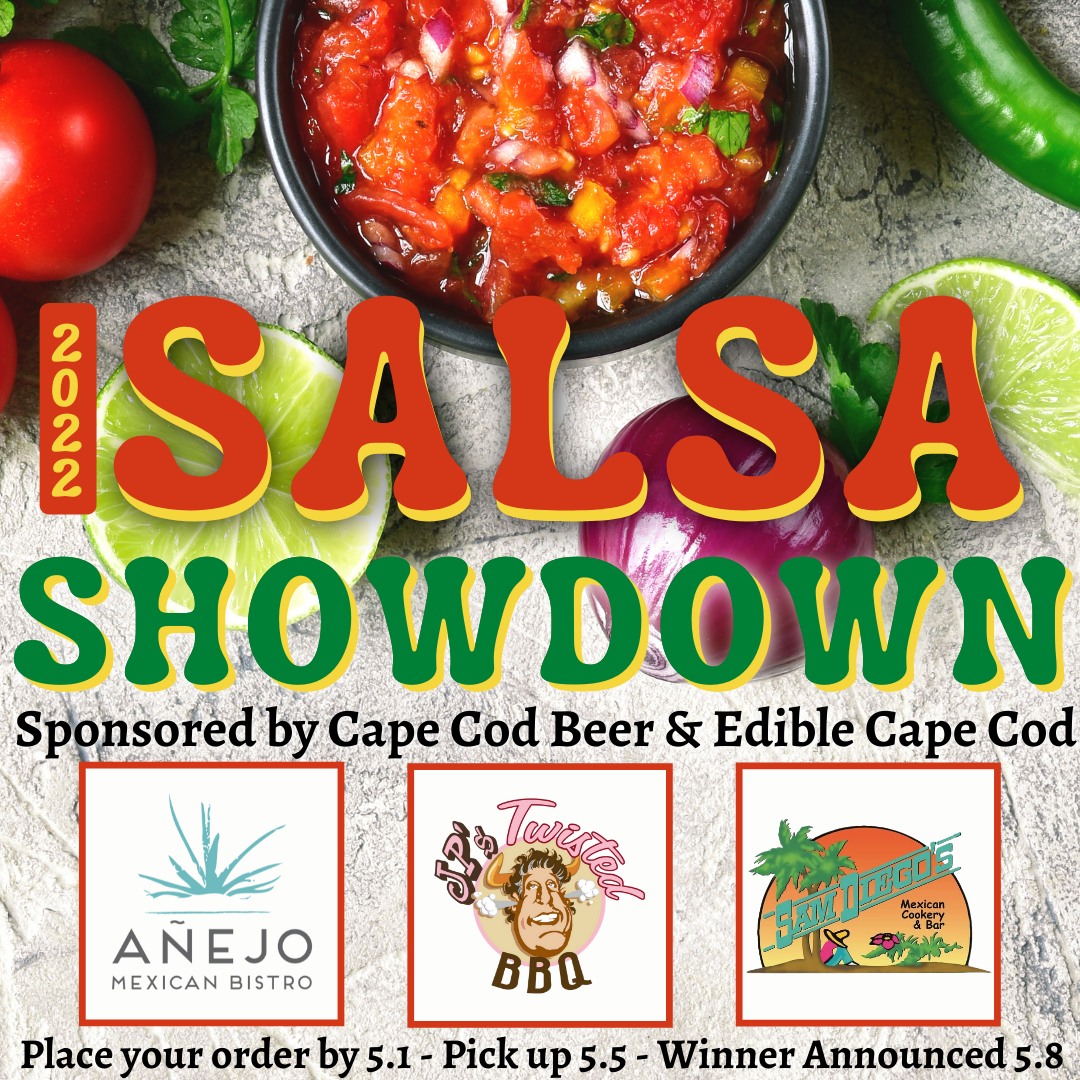 2022
SALSA
SHOWDOWN
Sponsored by Cape Cod Beer & Edible Cape Cod
AÑEJO
MEXICAN BISTRO
JP's Twisted
BBQ
SAM DIEGO'S
Mexican
Cookery
& Bar
Place your order by 5.1 - Pick up 5.5 - Winner Announced 5.8